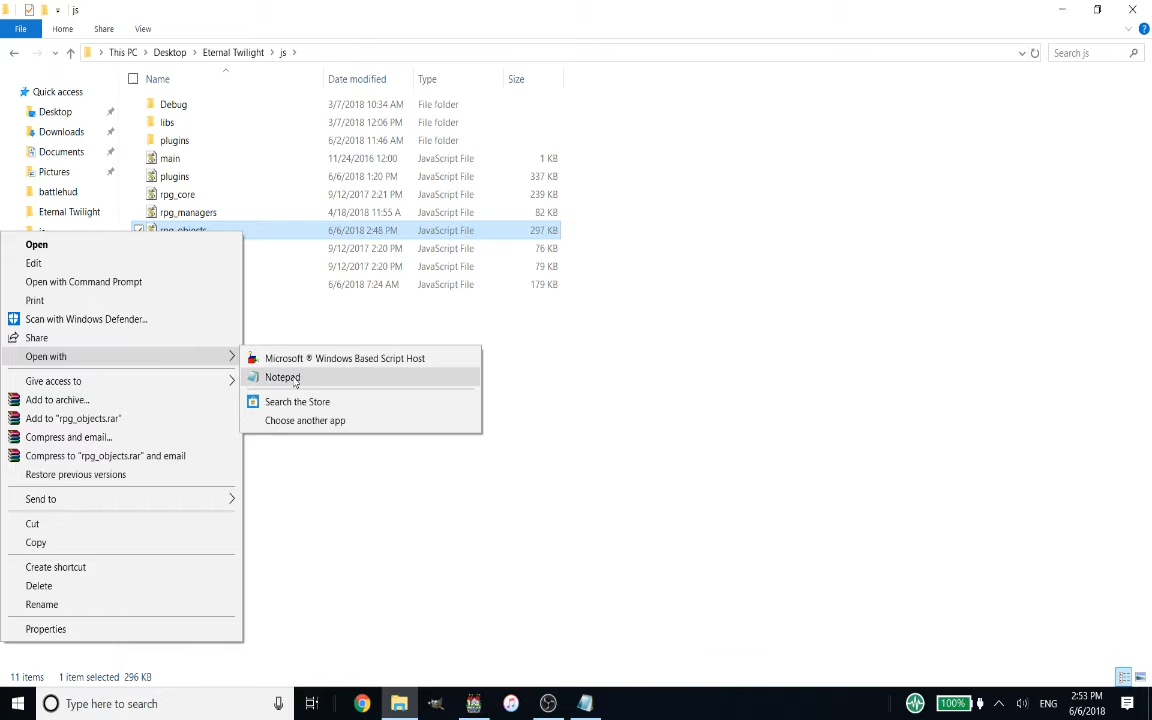 js
File Home Share View
This PC Desktop Eternal Twilight js Search js
Name Date modified Type Size
Quick access
Desktop
Downloads
Documents
Pictures
battlehud
Eternal Twilight
Debug 3/7/2018 10:34 AM File folder
libs 3/7/2018 12:06 PM File folder
plugins 6/2/2018 11:46 AM File folder
main 11/24/2016 12:00 JavaScript File 1 KB
plugins 6/6/2018 1:20 PM JavaScript File 337 KB
rpg_core 9/12/2017 2:21 PM JavaScript File 239 KB
rpg_managers 4/18/2018 11:55 A JavaScript File 82 KB
rpg_objects 6/6/2018 2:48 PM JavaScript File 297 KB
9/12/2017 2:20 PM JavaScript File 76 KB
9/12/2017 2:20 PM JavaScript File 79 KB
6/6/2018 7:24 AM JavaScript File 179 KB
Open
Edit
Open with Command Prompt
Print
Scan with Windows Defender...
Share
Open with
Give access to
Add to archive...
Add to "rpg_objects.rar"
Compress and email...
Compress to "rpg_objects.rar" and email
Restore previous versions
Send to
Cut
Copy
Create shortcut
Delete
Rename
Properties
Microsoft ® Windows Based Script Host
Notepad
Search the Store
Choose another app
11 items 1 item selected 296 KB
Type here to search
100% ENG 2:53 PM
6/6/2018